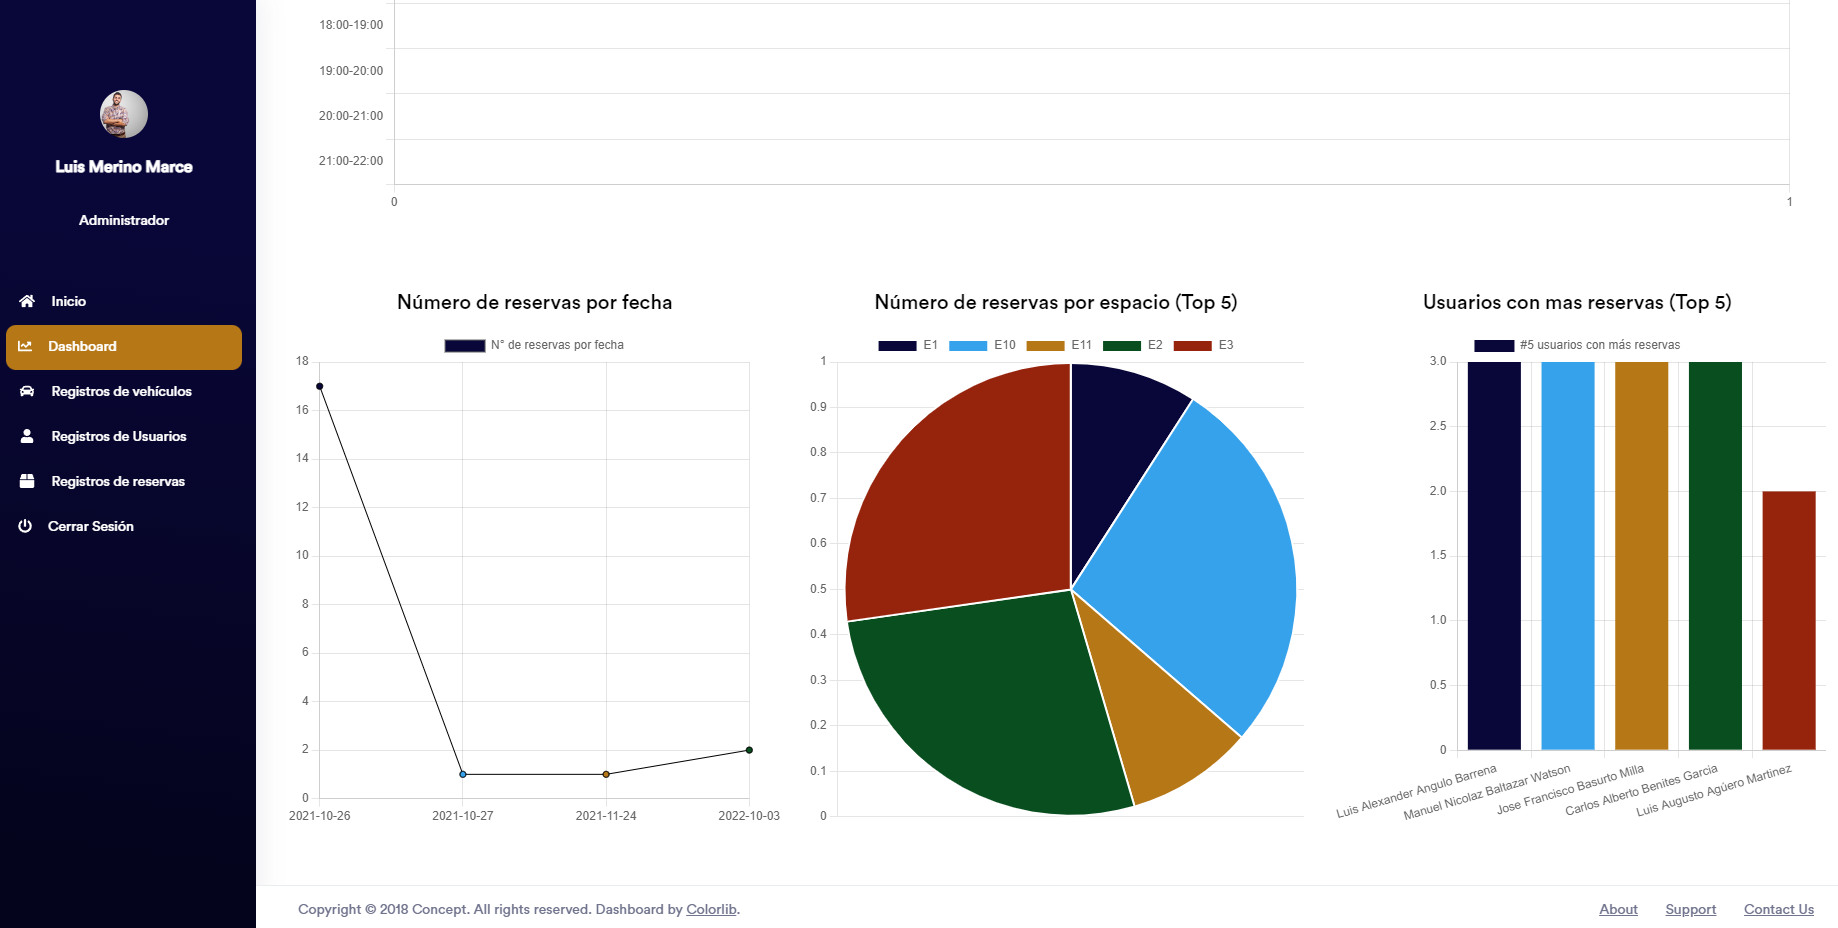 Luis Merino Marce
Administrador
Inicio
Dashboard
Registros de vehículos
Registros de Usuarios
Registros de reservas
Cerrar Sesión
18:00-19:00
19:00-20:00
20:00-21:00
21:00-22:00
0 1
Número de reservas por fecha
N° de reservas por fecha
18
16
14
12
10
8
6
4
2
0
2021-10-26 2021-10-27 2021-11-24 2022-10-03
Número de reservas por espacio (Top 5)
E1 E10 E11 E2 E3
1
0.9
0.8
0.7
0.6
0.5
0.4
0.3
0.2
0.1
0
Usuarios con mas reservas (Top 5)
#5 usuarios con más reservas
3.0
2.5
2.0
1.5
1.0
0.5
0
Luis Alexander Angulo Barrena
Manuel Nicolaz Baltazar Watson
Jose Francisco Basurto Milla
Carlos Alberto Benites Garcia
Luis Augusto Agüero Martinez
Copyright © 2018 Concept. All rights reserved. Dashboard by Colorlib.
About Support Contact Us